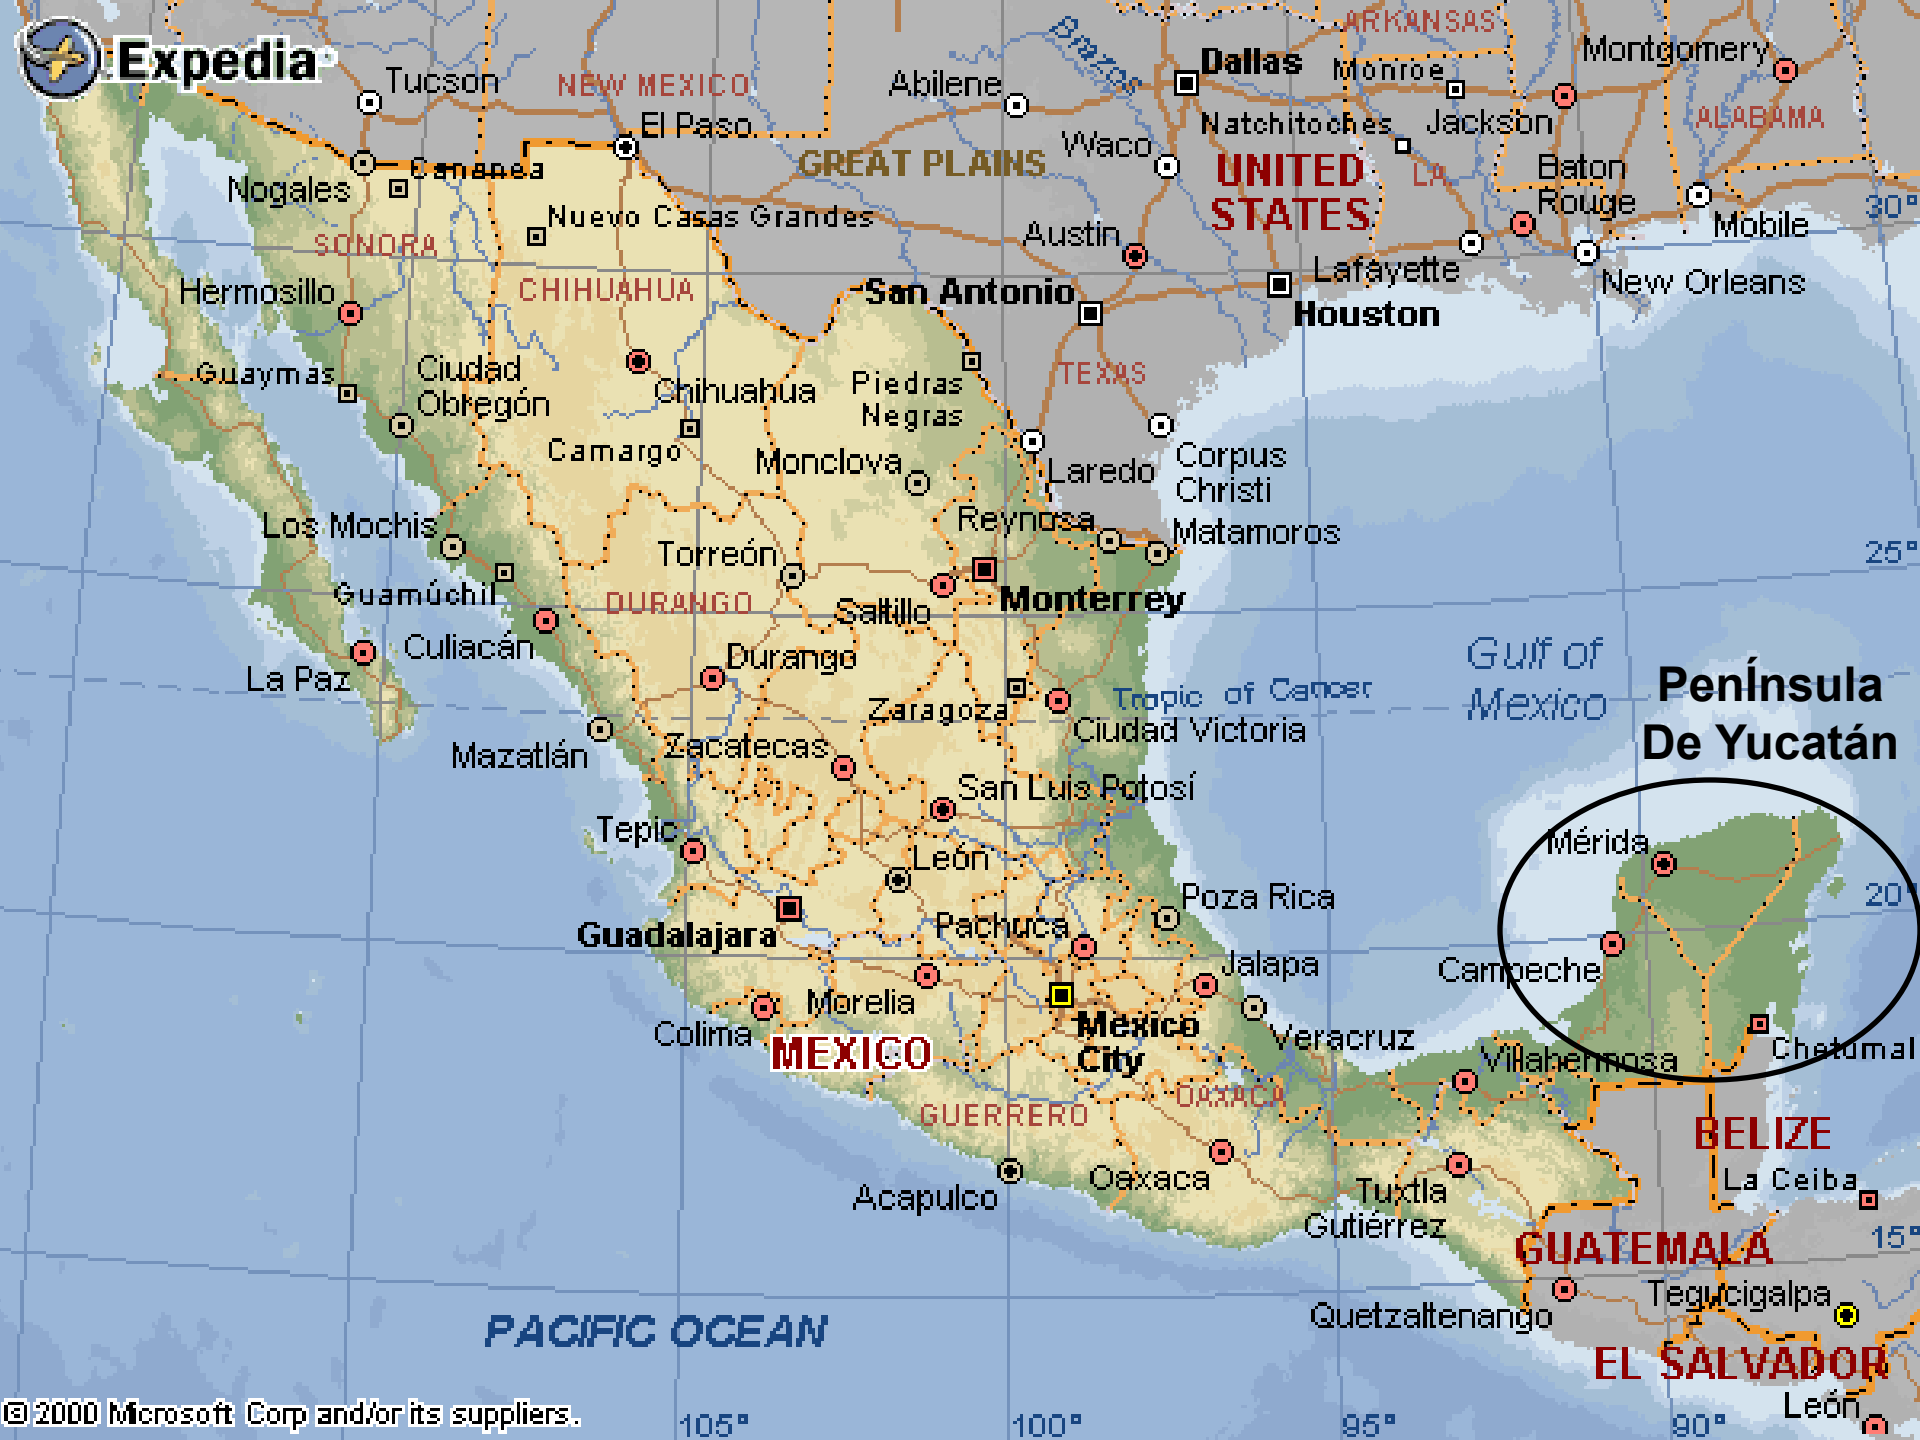 Expedia
Tucson
NEW MEXICO
El Paso
Abilene
Brazos
Dallas
ARKANSAS
Monroe
Montgomery
Natchitoches
Jackson
ALABAMA
Cananea
Nogales
GREAT PLAINS
Waco
UNITED
STATES
LA
Baton
Rouge
30°
Nuevo Casas Grandes
SONORA
Austin
Mobile
Hermosillo
CHIHUAHUA
San Antonio
Lafayette
New Orleans
Houston
Guaymas
Ciudad
Obregón
Chihuahua
Piedras
Negras
TEXAS
Camargo
Monclova
Laredo
Corpus
Christi
Los Mochis
Reynosa
Matamoros
25°
Torreón
Guamúchil
DURANGO
Saltillo
Monterrey
Culiacán
La Paz
Durango
Gulf of
Mexico
PenÍnsula
De Yucatán
Zaragoza
Tropic of Cancer
Ciudad Victoria
Mazatlán
Zacatecas
San Luis Potosí
Tepic
León
Mérida
Poza Rica
20°
Guadalajara
Pachuca
Jalapa
Campeche
Morelia
Colima
MEXICO
Mexico
City
Veracruz
Villahermosa
Chetumal
GUERRERO
OAXACA
BELIZE
Acapulco
Oaxaca
Tuxtla
Gutiérrez
La Ceiba
GUATEMALA
15°
Quetzaltenango
Tegucigalpa
PACIFIC OCEAN
EL SALVADOR
León
© 2000 Microsoft Corp and/or its suppliers.
105°
100°
95°
90°